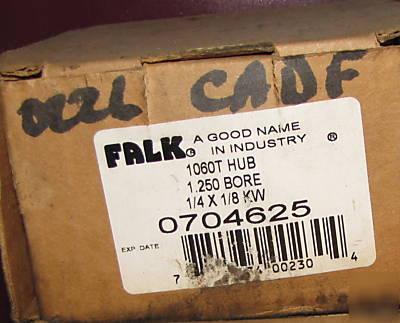 CADF
FALK® A GOOD NAME
IN INDUSTRY ®
1060T HUB
1.250 BORE
1/4 X 1/8 KW
0704625
EXP. DATE
7 00230 4